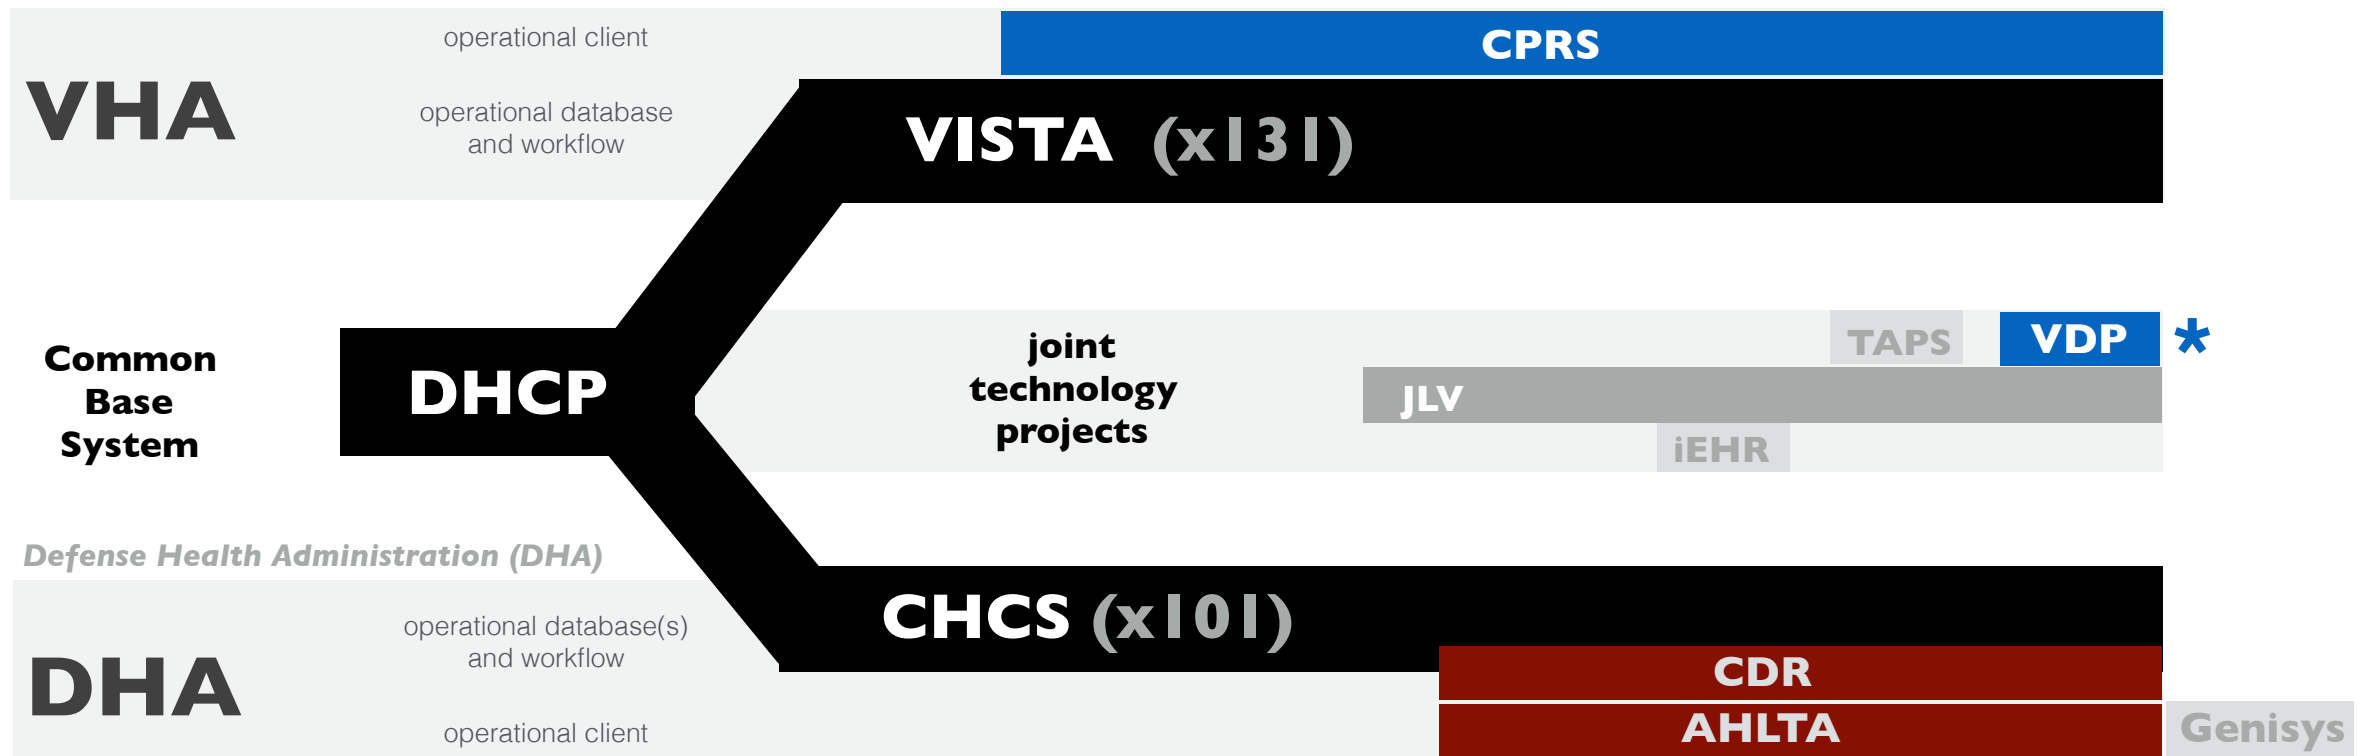 operational client
CPRS
VHA
operational database
and workflow
VISTA (x131)
Common
Base
System
DHCP
joint
technology
projects
TAPS
VDP *
JLV
iEHR
Defense Health Administration (DHA)
CHCS (x101)
operational database(s)
and workflow
DHA
CDR
operational client
AHLTA
Genisys